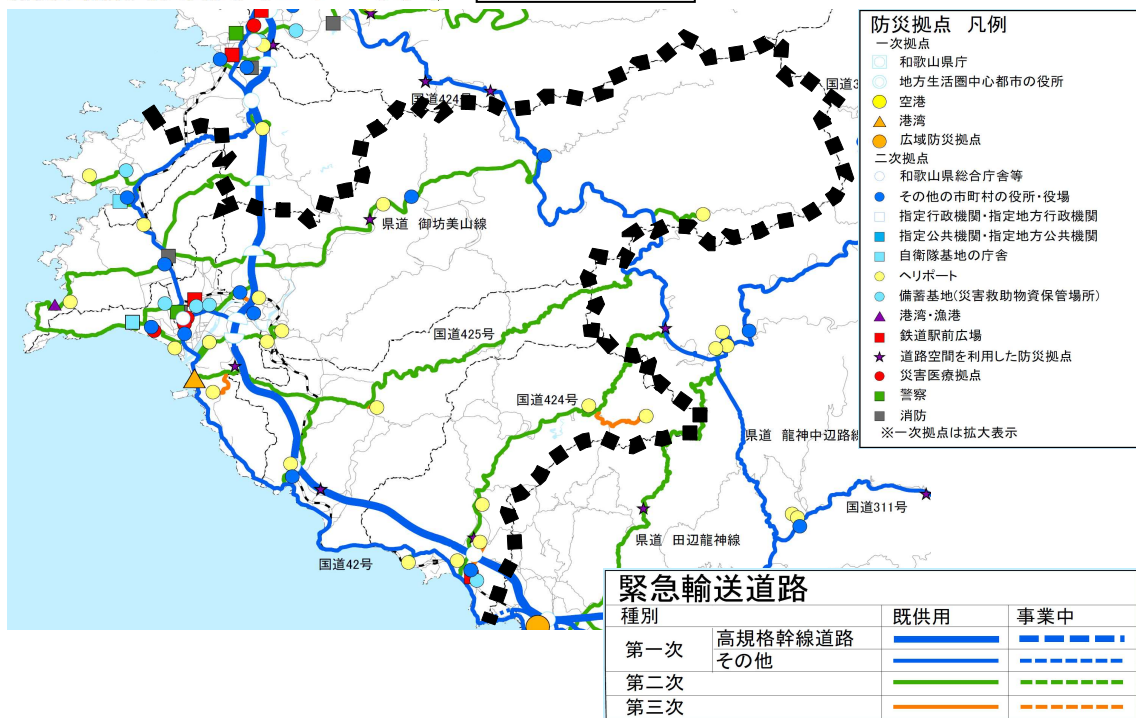 防災拠点 凡例
一次拠点
和歌山県庁
地方生活圏中心都市の役所
空港
港湾
広域防災拠点
二次拠点
和歌山県総合庁舎等
その他の市町村の役所・役場
指定行政機関・指定地方行政機関
指定公共機関・指定地方公共機関
自衛隊基地の庁舎
ヘリポート
備蓄基地(災害救助物資保管場所)
港湾・漁港
鉄道駅前広場
道路空間を利用した防災拠点
災害医療拠点
警察
消防
※一次拠点は拡大表示
国道424号
国道3
県道 御坊美山線
国道425号
国道424号
県道 龍神中辺路線
国道311号
県道 田辺龍神線
国道42号
緊急輸送道路
種別 既供用 事業中
第一次 高規格幹線道路
その他
第二次
第三次